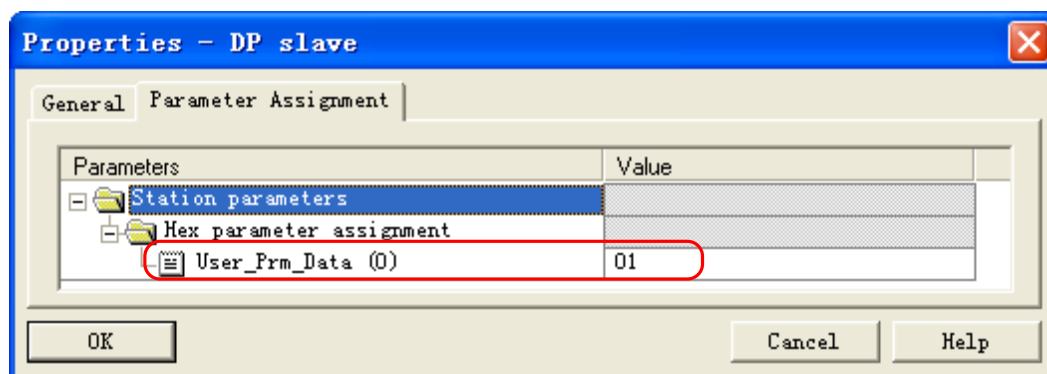 Properties - DP slave
General Parameter Assignment
Parameters Value
Station parameters
Hex parameter assignment
User_Prm_Data (0) 01
OK Cancel Help